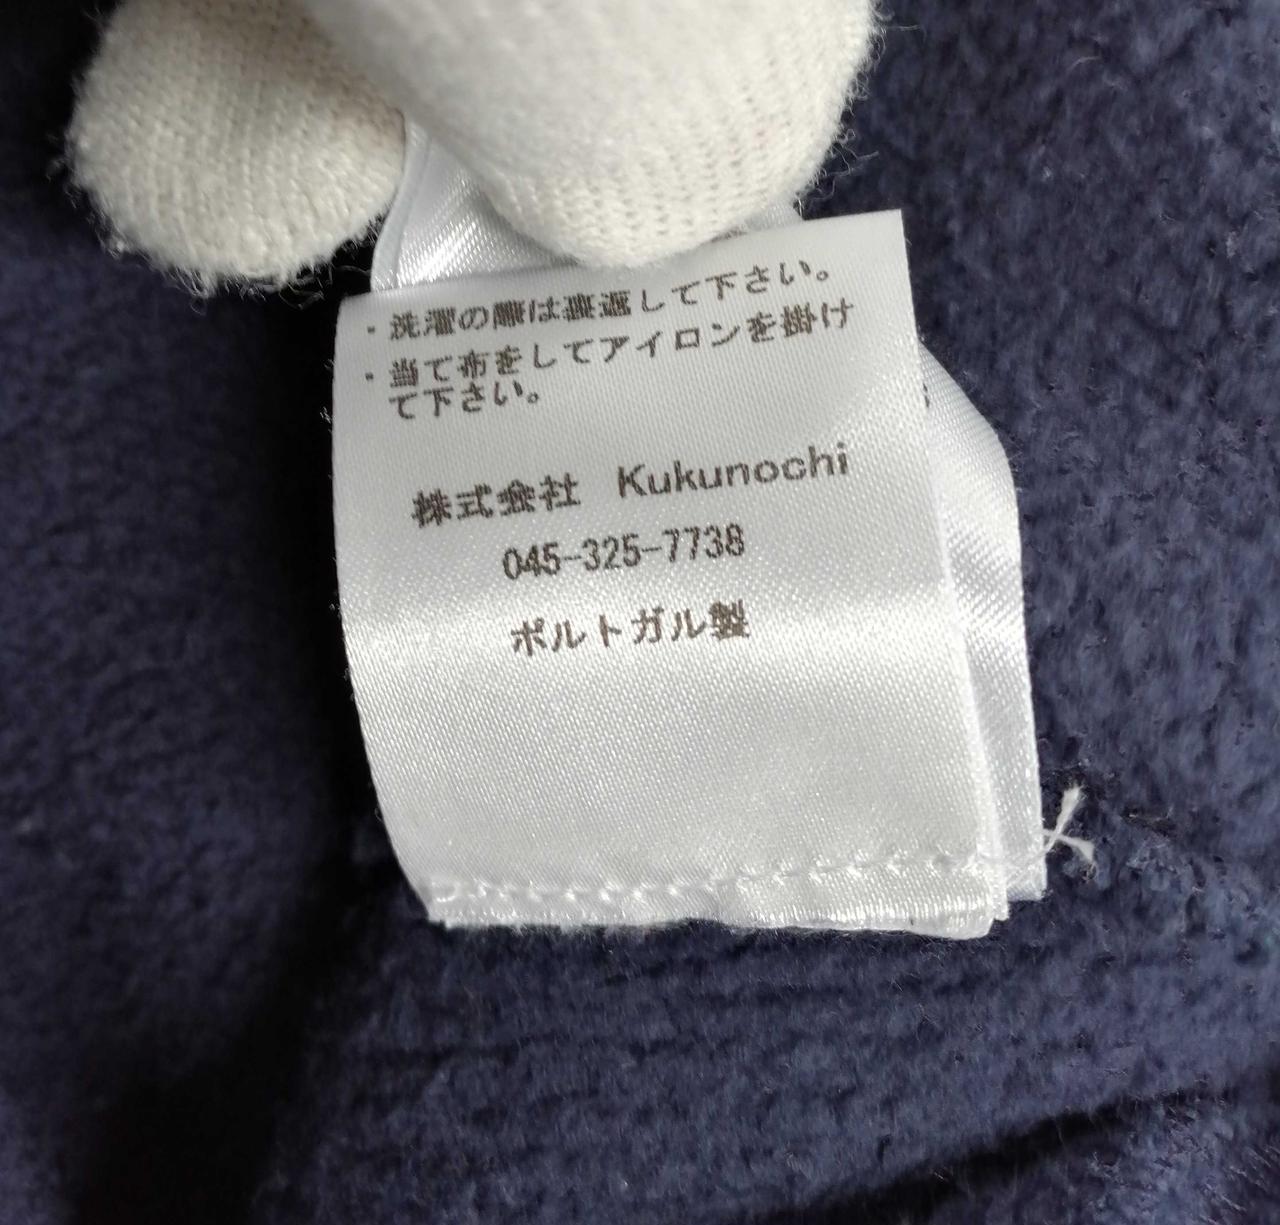 ・洗濯の際は裏返して下さい。
・当て布をしてアイロンを掛け
て下さい。
株式会社　Kukunochi
045-325-7738
ポルトガル製